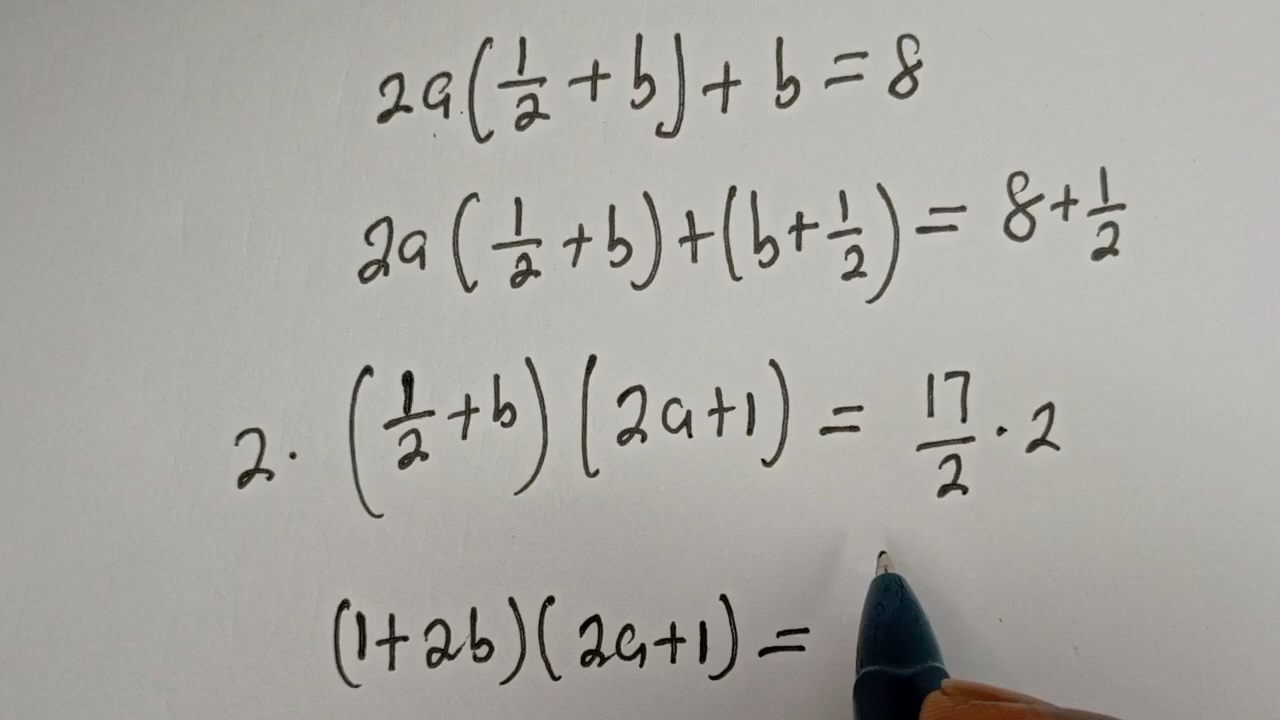 2a(1/2 + b) + b = 8
2a(1/2 + b) + (b + 1/2) = 8 + 1/2
2 · (1/2 + b)(2a + 1) = 17/2 · 2
(1 + 2b)(2a + 1) =